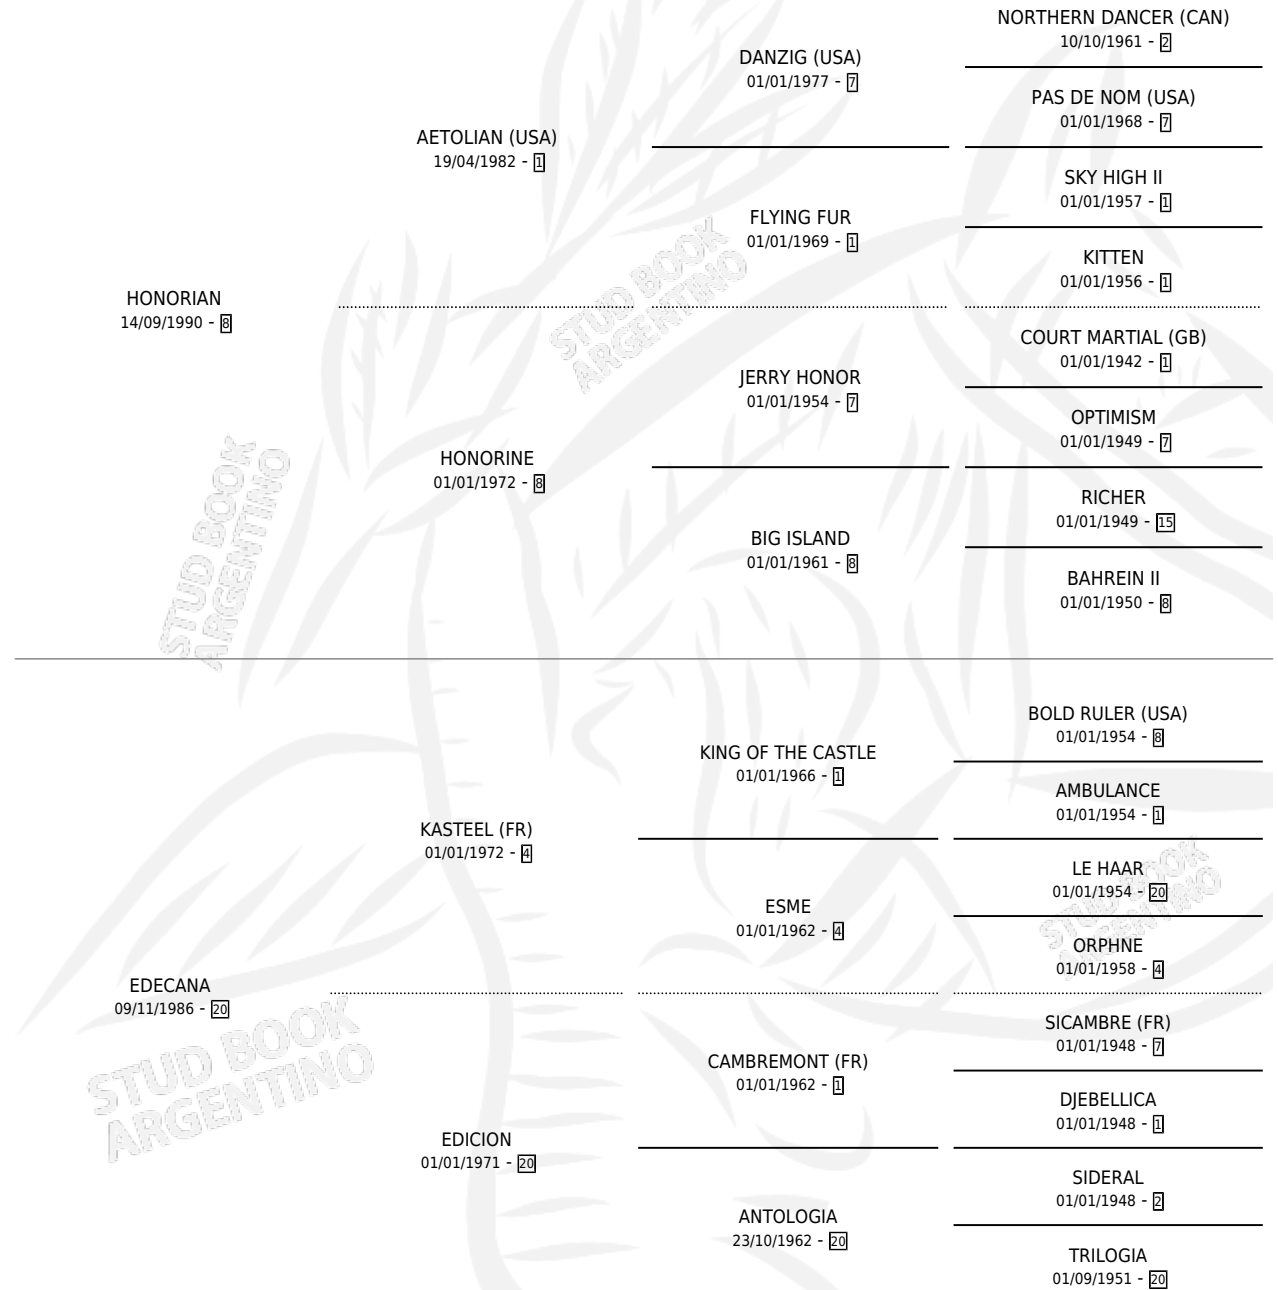 NORTHERN DANCER (CAN)
10/10/1961 - 2
DANZIG (USA)
01/01/1977 - 7
PAS DE NOM (USA)
01/01/1968 - 7
AETOLIAN (USA)
19/04/1982 - 1
SKY HIGH II
01/01/1957 - 1
FLYING FUR
01/01/1969 - 1
KITTEN
01/01/1956 - 1
HONORIAN
14/09/1990 - 8
COURT MARTIAL (GB)
01/01/1942 - 1
JERRY HONOR
01/01/1954 - 7
OPTIMISM
01/01/1949 - 7
HONORINE
01/01/1972 - 8
RICHER
01/01/1949 - 15
BIG ISLAND
01/01/1961 - 8
BAHREIN II
01/01/1950 - 8
BOLD RULER (USA)
01/01/1954 - 8
KING OF THE CASTLE
01/01/1966 - 1
AMBULANCE
01/01/1954 - 1
KASTEEL (FR)
01/01/1972 - 4
LE HAAR
01/01/1954 - 20
ESME
01/01/1962 - 4
ORPHNE
01/01/1958 - 4
EDECANA
09/11/1986 - 20
SICAMBRE (FR)
01/01/1948 - 7
CAMBREMONT (FR)
01/01/1962 - 1
DJEBELLICA
01/01/1948 - 1
EDICION
01/01/1971 - 20
SIDERAL
01/01/1948 - 2
ANTOLOGIA
23/10/1962 - 20
TRILOGIA
01/09/1951 - 20
STUD BOOK
ARGENTINO
STUD BOOK
ARGENTINO
STUD BOOK
ARGENTINO
STUD BOOK
ARGENTINO